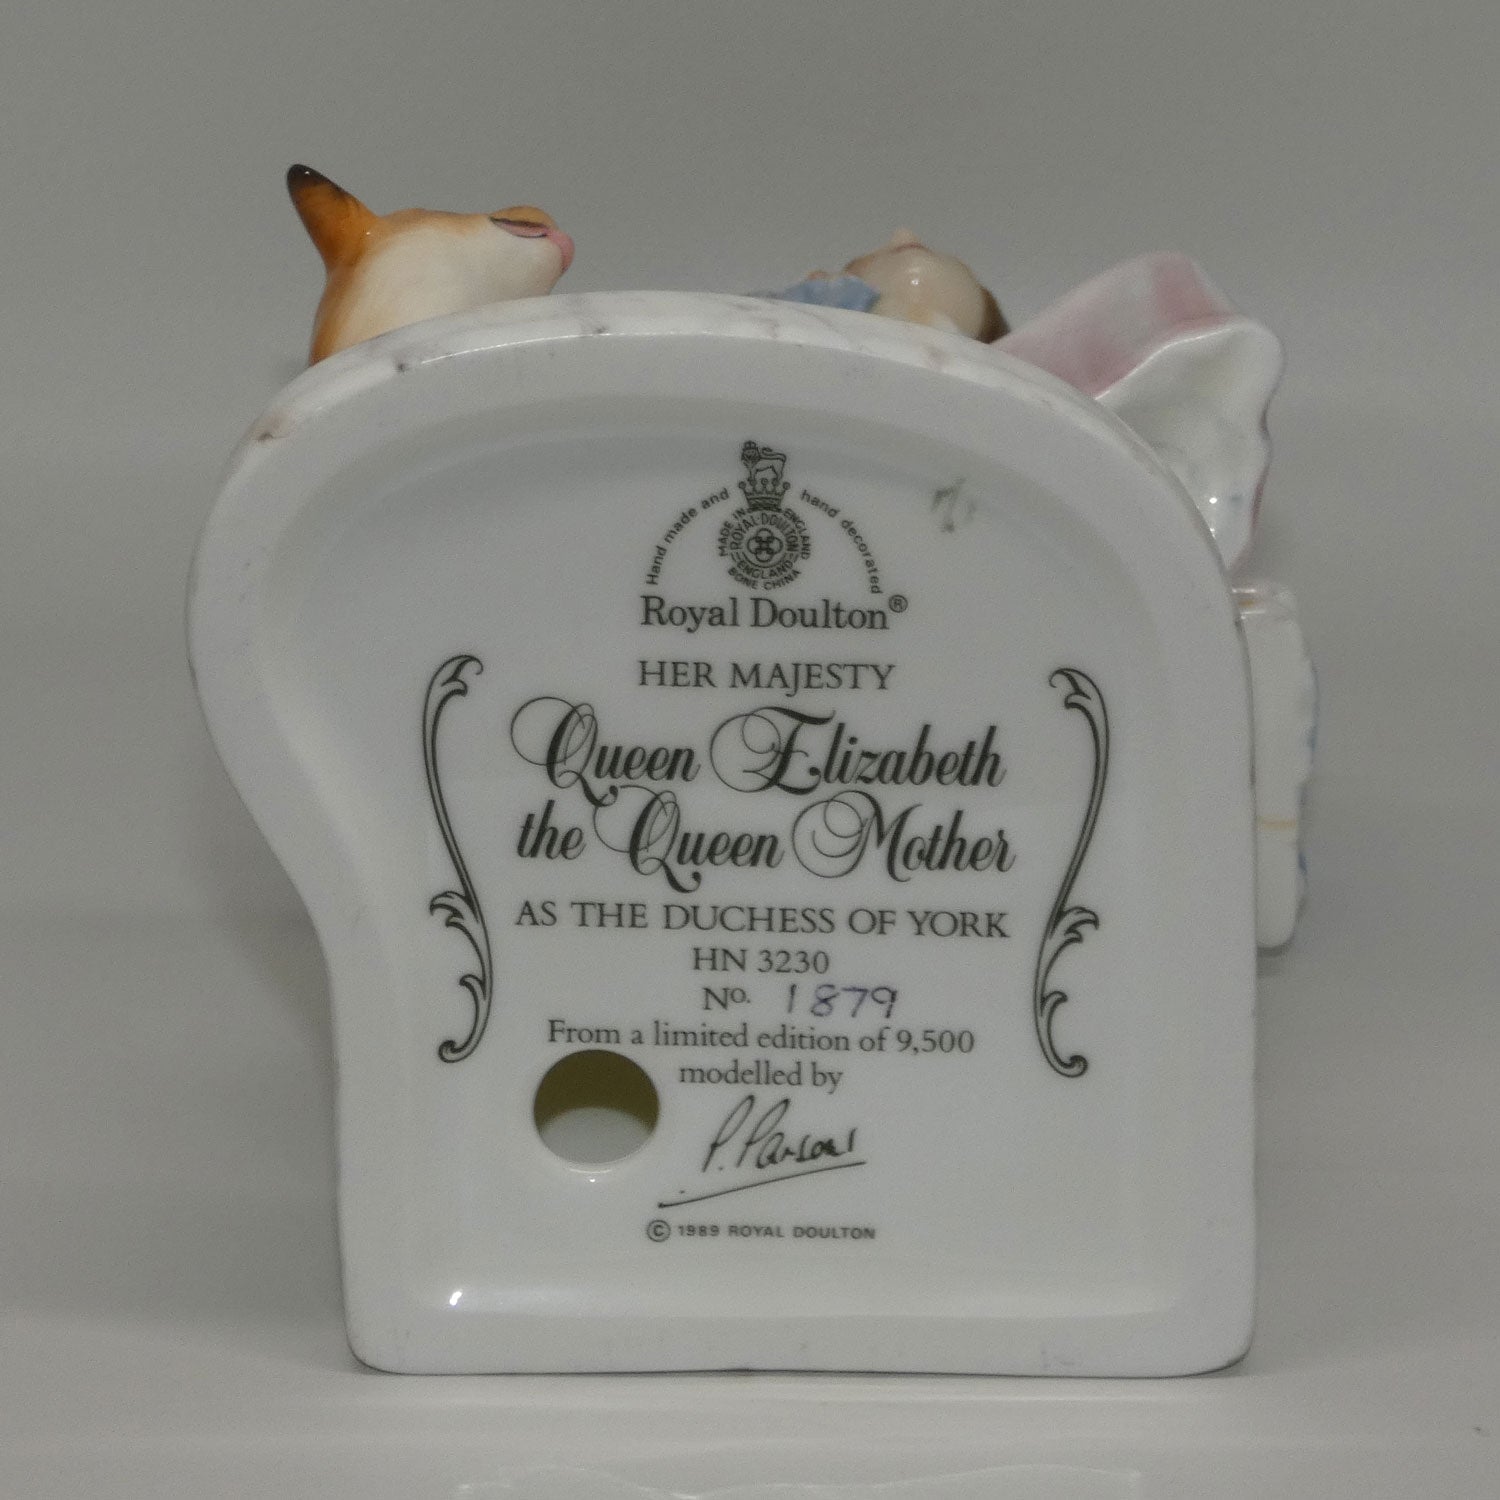 Hand made and hand decorated
MADE IN ENGLAND
ROYAL·DOULTON
ENGLAND
BONE CHINA
Royal Doulton®
HER MAJESTY
Queen Elizabeth
the Queen Mother
AS THE DUCHESS OF YORK
HN 3230
No. 1879
From a limited edition of 9,500
modelled by
P. Parsons
© 1989 ROYAL DOULTON